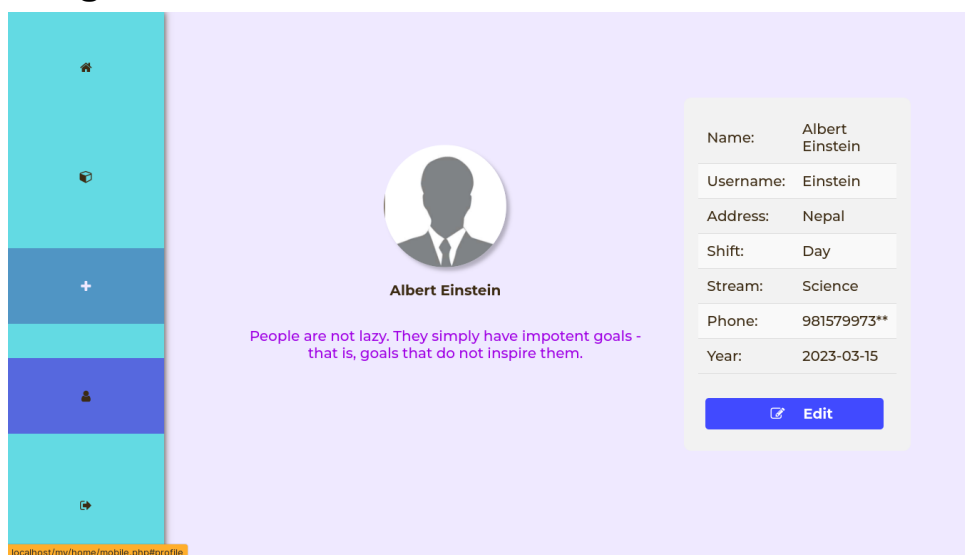 Albert Einstein
People are not lazy. They simply have impotent goals -
that is, goals that do not inspire them.
Name: Albert
Einstein
Username: Einstein
Address: Nepal
Shift: Day
Stream: Science
Phone: 981579973**
Year: 2023-03-15
Edit
localhost/my/home/mobile.php#profile